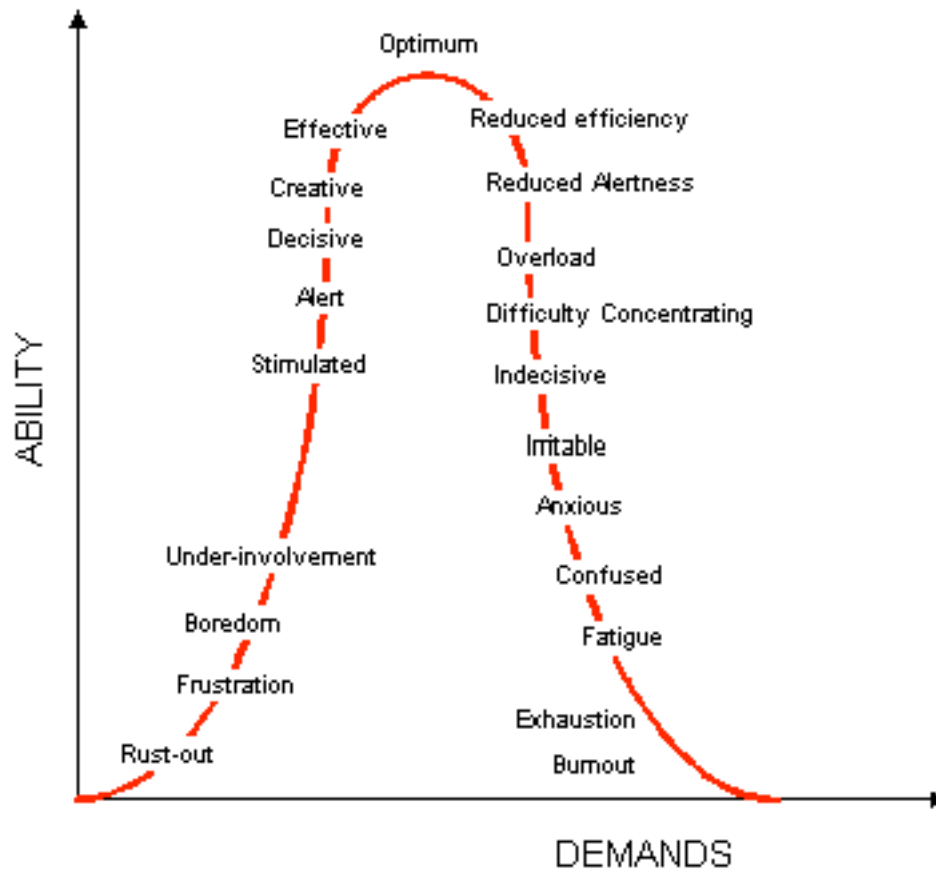 Optimum
Effective
Reduced efficiency
Creative
Reduced Alertness
Decisive
Overload
Alert
Difficulty Concentrating
Stimulated
Indecisive
ABILITY
Irritable
Anxious
Under-involvement
Confused
Boredom
Fatigue
Frustration
Exhaustion
Rust-out
Burnout
DEMANDS